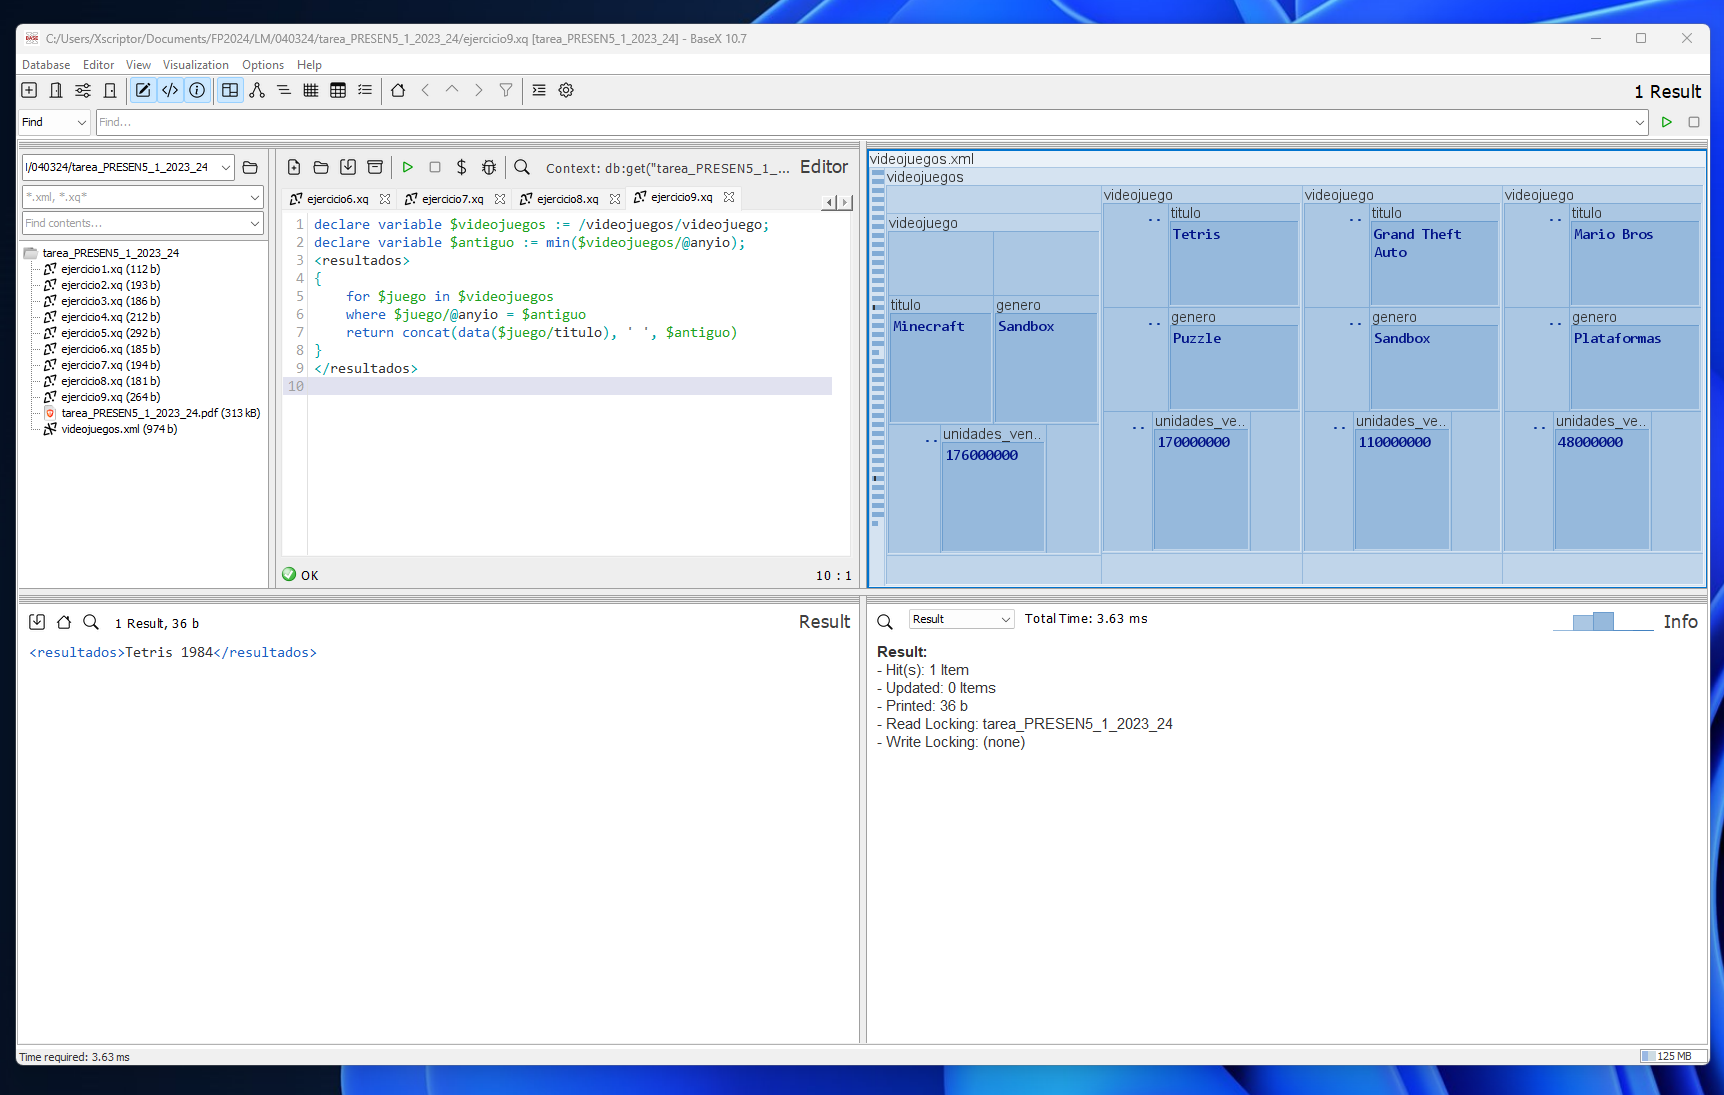 C:/Users/Xscriptor/Documents/FP2024/LM/040324/tarea_PRESEN5_1_2023_24/ejercicio9.xq [tarea_PRESEN5_1_2023_24] - BaseX 10.7
Database Editor View Visualization Options Help
1 Result
Find Find...
l/040324/tarea_PRESEN5_1_2023_24
*.xml, *.xq*
Find contents...
tarea_PRESEN5_1_2023_24
ejercicio1.xq (112 b)
ejercicio2.xq (193 b)
ejercicio3.xq (186 b)
ejercicio4.xq (212 b)
ejercicio5.xq (292 b)
ejercicio6.xq (185 b)
ejercicio7.xq (194 b)
ejercicio8.xq (181 b)
ejercicio9.xq (264 b)
tarea_PRESEN5_1_2023_24.pdf (313 kB)
videojuegos.xml (974 b)
Context: db:get("tarea_PRESEN5_1_... Editor
ejercicio6.xq ejercicio7.xq ejercicio8.xq ejercicio9.xq
1 declare variable $videojuegos := /videojuegos/videojuego;
2 declare variable $antiguo := min($videojuegos/@anyio);
3 <resultados>
4 {
5 for $juego in $videojuegos
6 where $juego/@anyio = $antiguo
7 return concat(data($juego/titulo), ' ', $antiguo)
8 }
9 </resultados>
10
OK 10 : 1
videojuegos.xml
videojuegos
videojuego
titulo
Minecraft
genero
Sandbox
.. unidades_ven..
176000000
videojuego
.. titulo
Tetris
.. genero
Puzzle
.. unidades_ve..
170000000
videojuego
.. titulo
Grand Theft
Auto
.. genero
Sandbox
.. unidades_ve..
110000000
videojuego
.. titulo
Mario Bros
.. genero
Plataformas
.. unidades_ve..
48000000
1 Result, 36 b Result
<resultados>Tetris 1984</resultados>
Result Total Time: 3.63 ms Info
Result:
- Hit(s): 1 Item
- Updated: 0 Items
- Printed: 36 b
- Read Locking: tarea_PRESEN5_1_2023_24
- Write Locking: (none)
Time required: 3.63 ms 125 MB